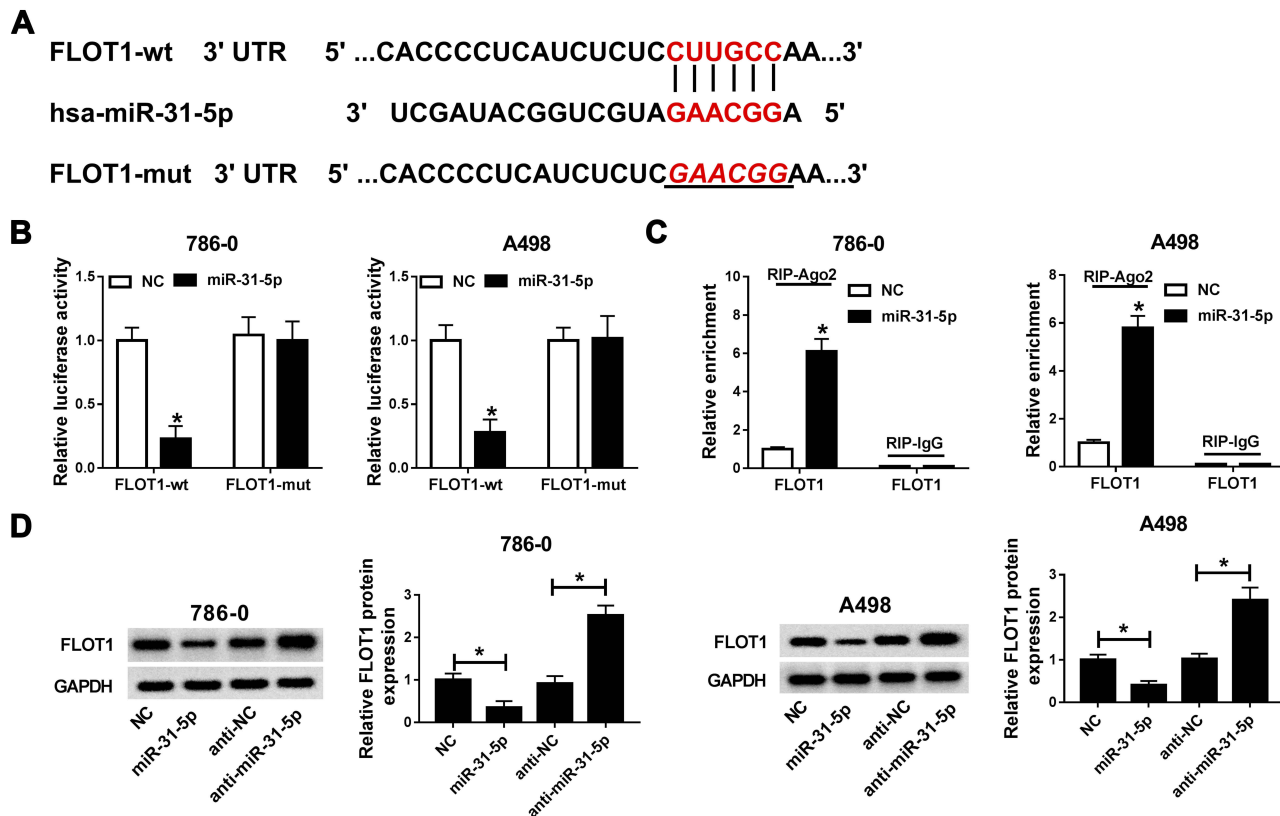 A
FLOT1-wt 3' UTR 5' ...CACCCCUCAUCUCUCCUUGCCAA...3'
hsa-miR-31-5p 3' UCGAUACGGUCGUAGAACGGA 5'
FLOT1-mut 3' UTR 5' ...CACCCCUCAUCUCUCGAACGGAA...3'
B
786-0
Relative luciferase activity
1.5
1.0
0.5
0.0
NC miR-31-5p
*
FLOT1-wt FLOT1-mut
A498
Relative luciferase activity
1.5
1.0
0.5
0.0
NC miR-31-5p
*
FLOT1-wt FLOT1-mut
C
786-0
Relative enrichment
10
8
6
4
2
0
RIP-Ago2
NC
miR-31-5p
*
RIP-IgG
FLOT1 FLOT1
A498
Relative enrichment
8
6
4
2
0
RIP-Ago2
NC
miR-31-5p
*
RIP-IgG
FLOT1 FLOT1
D
786-0
FLOT1
GAPDH
NC
miR-31-5p
anti-NC
anti-miR-31-5p
786-0
Relative FLOT1 protein
expression
3
2
1
0
*
*
NC
miR-31-5p
anti-NC
anti-miR-31-5p
A498
FLOT1
GAPDH
NC
miR-31-5p
anti-NC
anti-miR-31-5p
A498
Relative FLOT1 protein
expression
3
2
1
0
*
*
NC
miR-31-5p
anti-NC
anti-miR-31-5p